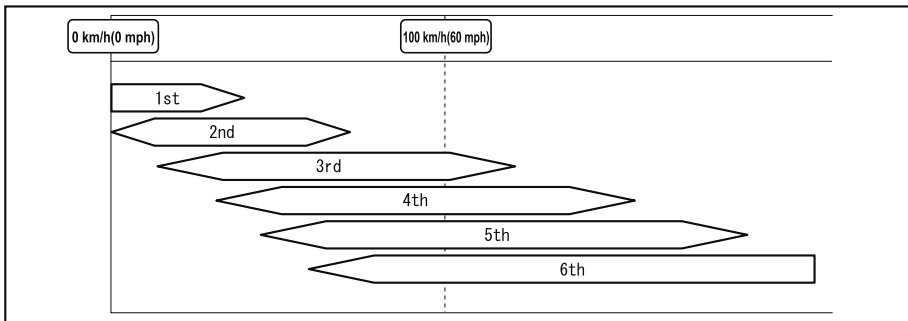 0 km/h(0 mph)
100 km/h(60 mph)
1st
2nd
3rd
4th
5th
6th